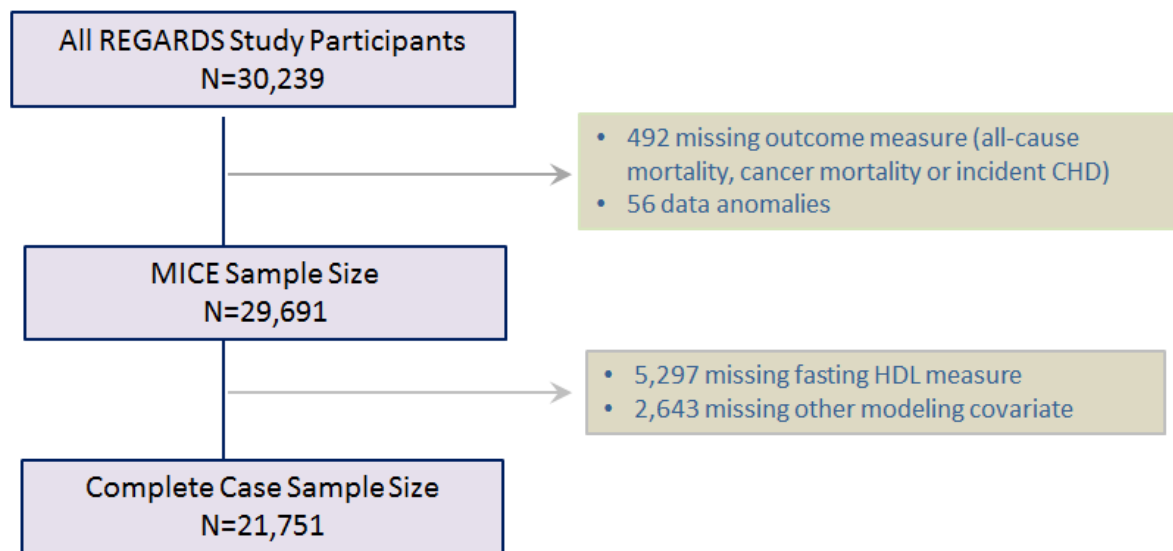 All REGARDS Study Participants
N=30,239
• 492 missing outcome measure (all-cause
mortality, cancer mortality or incident CHD)
• 56 data anomalies
MICE Sample Size
N=29,691
• 5,297 missing fasting HDL measure
• 2,643 missing other modeling covariate
Complete Case Sample Size
N=21,751